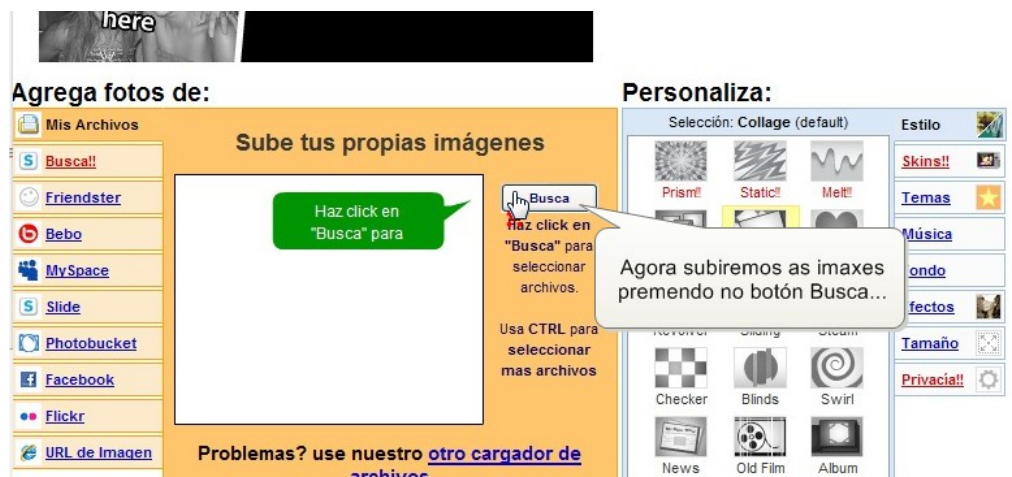 here
Agrega fotos de:
Mis Archivos
Busca!!
Friendster
Bebo
MySpace
Slide
Photobucket
Facebook
Flickr
URL de Imagen
Sube tus propias imágenes
Haz click en
"Busca" para
Busca
Haz click en
"Busca" para
seleccionar
archivos.
Usa CTRL para
seleccionar
mas archivos
Problemas? use nuestro otro cargador de
archivos
Personaliza:
Selección: Collage (default)
Prism!!
Static!!
Melt!!
Agora subiremos as imaxes
premendo no botón Busca...
Revolver
Sliding
Steam
Checker
Blinds
Swirl
News
Old Film
Album
Estilo
Skins!!
Temas
Música
Tamaño
Privacía!!